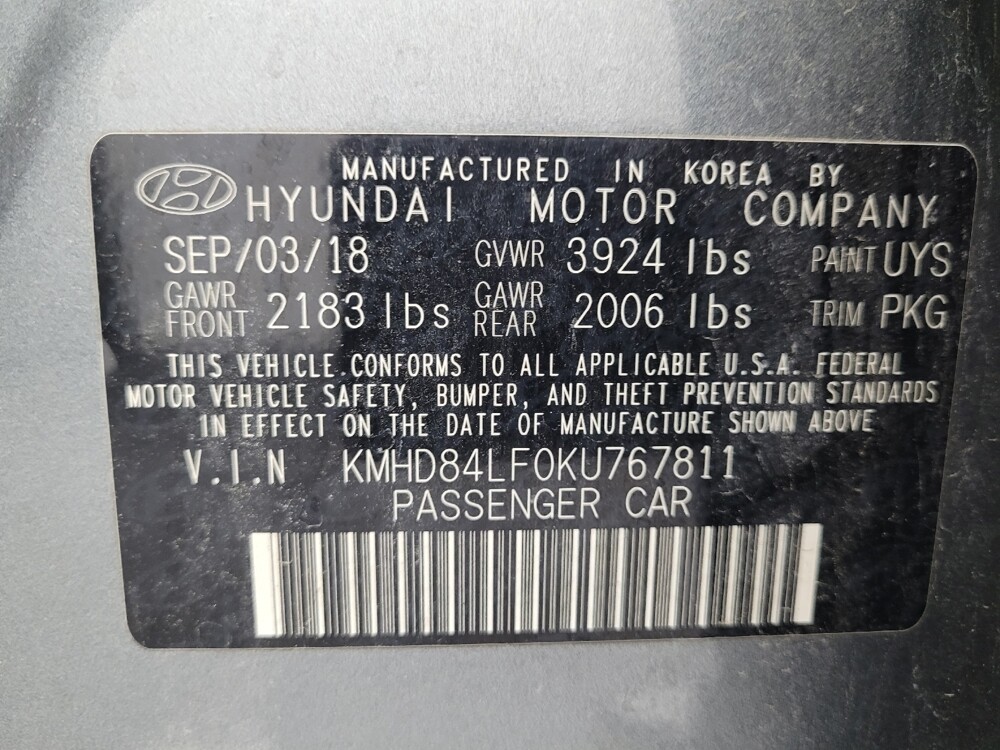 MANUFACTURED IN KOREA BY
HYUNDAI MOTOR COMPANY
SEP/03/18 GVWR 3924 lbs PAINT UYS
GAWR FRONT 2183 lbs GAWR REAR 2006 lbs TRIM PKG
THIS VEHICLE CONFORMS TO ALL APPLICABLE U.S.A. FEDERAL
MOTOR VEHICLE SAFETY, BUMPER, AND THEFT PREVENTION STANDARDS
IN EFFECT ON THE DATE OF MANUFACTURE SHOWN ABOVE
V.I.N KMHD84LF0KU767811
PASSENGER CAR